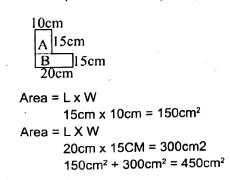 10cm
A 15cm
B 15cm
20cm
Area = L x W
15cm x 10cm = 150cm²
Area = L X W
20cm x 15CM = 300cm2
150cm² + 300cm² = 450cm²